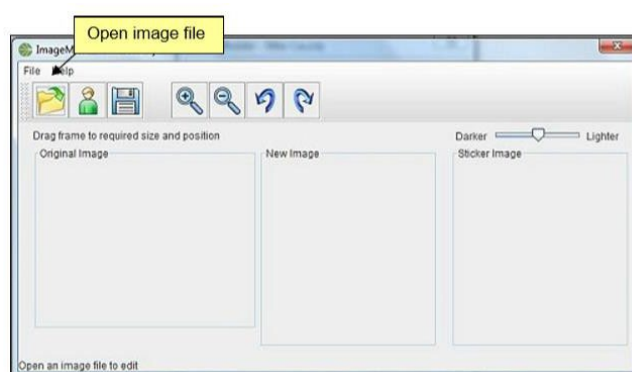 Open image file
ImageM
File Help
Drag frame to required size and position
Darker Lighter
Original Image
New Image
Sticker Image
Open an image file to edit